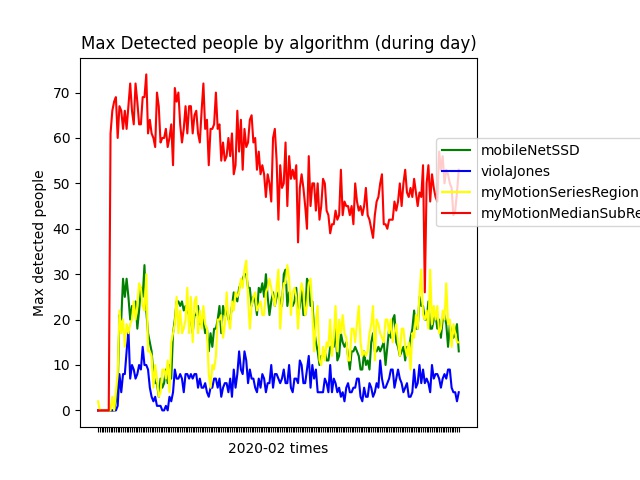 Max Detected people by algorithm (during day)
Max detected people
70
60
50
40
30
20
10
0
2020-02 times
mobileNetSSD
violaJones
myMotionSeriesRegion
myMotionMedianSubRe